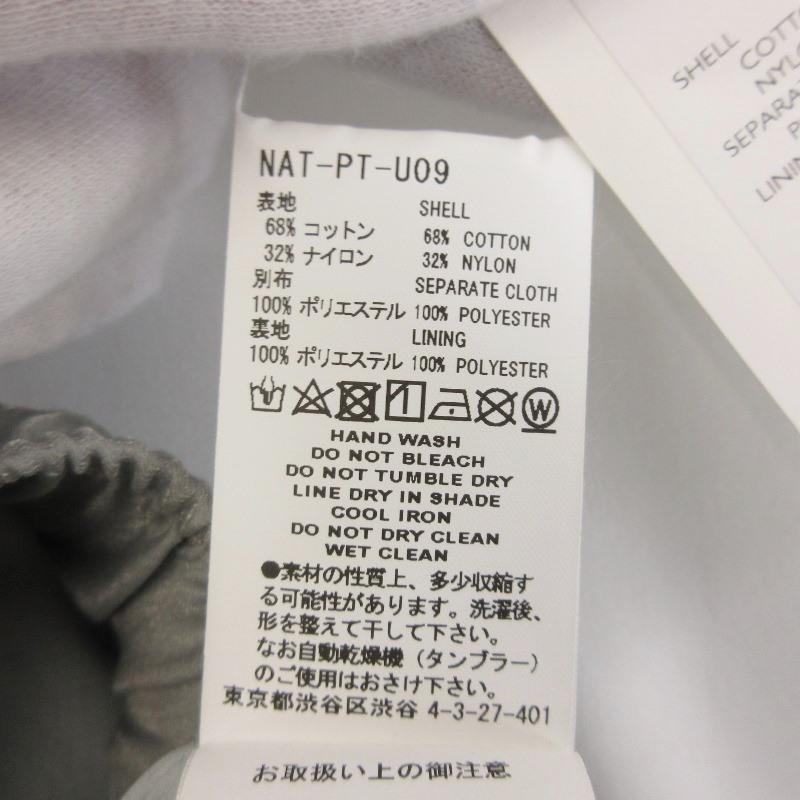 NAT-PT-U09
表地 SHELL
68% コットン 68% COTTON
32% ナイロン 32% NYLON
別布 SEPARATE CLOTH
100% ポリエステル 100% POLYESTER
裏地 LINING
100% ポリエステル 100% POLYESTER
W
HAND WASH
DO NOT BLEACH
DO NOT TUMBLE DRY
LINE DRY IN SHADE
COOL IRON
DO NOT DRY CLEAN
WET CLEAN
●素材の性質上、多少収縮す
る可能性があります。洗濯後、
形を整えて干して下さい。
なお自動乾燥機（タンブラー）
のご使用はおさけ下さい。
東京都渋谷区渋谷 4-3-27-401
お取扱い上の御注意
SHELL COTTO
NYLO
SEPARA
P
LINING